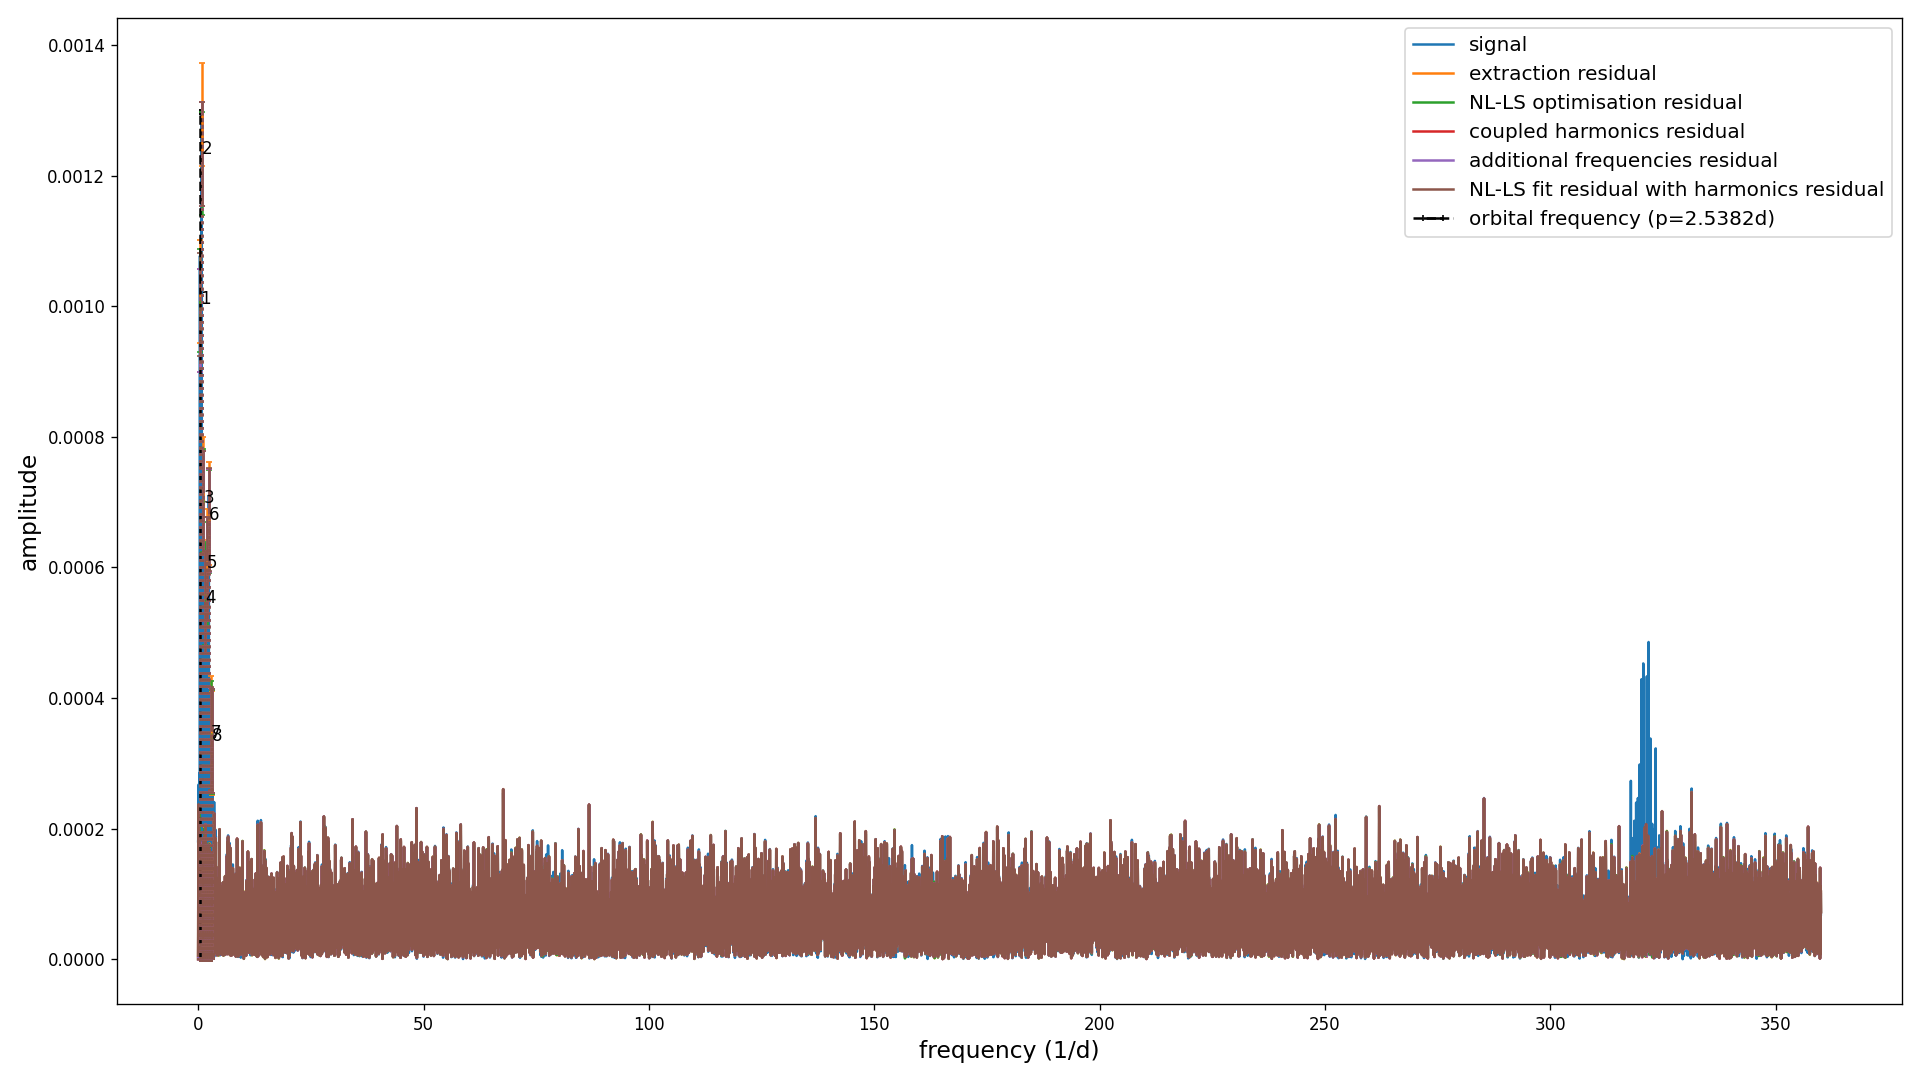 0.0014
0.0012
0.0010
0.0008
0.0006
0.0004
0.0002
0.0000
amplitude
2
1
3
6
5
4
7
8
signal
extraction residual
NL-LS optimisation residual
coupled harmonics residual
additional frequencies residual
NL-LS fit residual with harmonics residual
orbital frequency (p=2.5382d)
0 50 100 150 200 250 300 350
frequency (1/d)